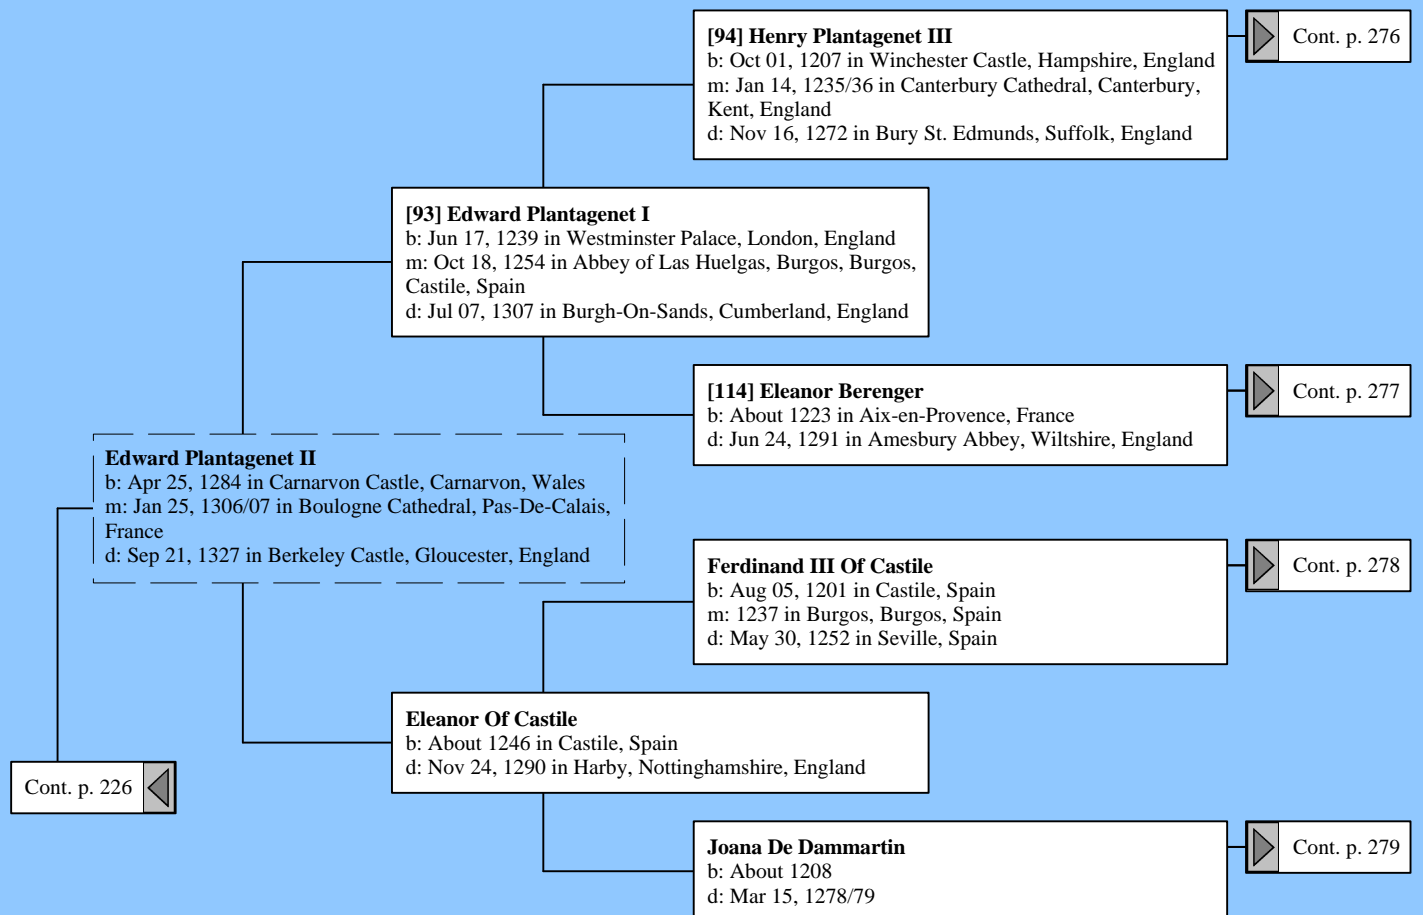 [94] Henry Plantagenet III
b: Oct 01, 1207 in Winchester Castle, Hampshire, England
m: Jan 14, 1235/36 in Canterbury Cathedral, Canterbury,
Kent, England
d: Nov 16, 1272 in Bury St. Edmunds, Suffolk, England
Cont. p. 276
[93] Edward Plantagenet I
b: Jun 17, 1239 in Westminster Palace, London, England
m: Oct 18, 1254 in Abbey of Las Huelgas, Burgos, Burgos,
Castile, Spain
d: Jul 07, 1307 in Burgh-On-Sands, Cumberland, England
[114] Eleanor Berenger
b: About 1223 in Aix-en-Provence, France
d: Jun 24, 1291 in Amesbury Abbey, Wiltshire, England
Cont. p. 277
Edward Plantagenet II
b: Apr 25, 1284 in Carnarvon Castle, Carnarvon, Wales
m: Jan 25, 1306/07 in Boulogne Cathedral, Pas-De-Calais,
France
d: Sep 21, 1327 in Berkeley Castle, Gloucester, England
Ferdinand III Of Castile
b: Aug 05, 1201 in Castile, Spain
m: 1237 in Burgos, Burgos, Spain
d: May 30, 1252 in Seville, Spain
Cont. p. 278
Eleanor Of Castile
b: About 1246 in Castile, Spain
d: Nov 24, 1290 in Harby, Nottinghamshire, England
Cont. p. 226
Joana De Dammartin
b: About 1208
d: Mar 15, 1278/79
Cont. p. 279